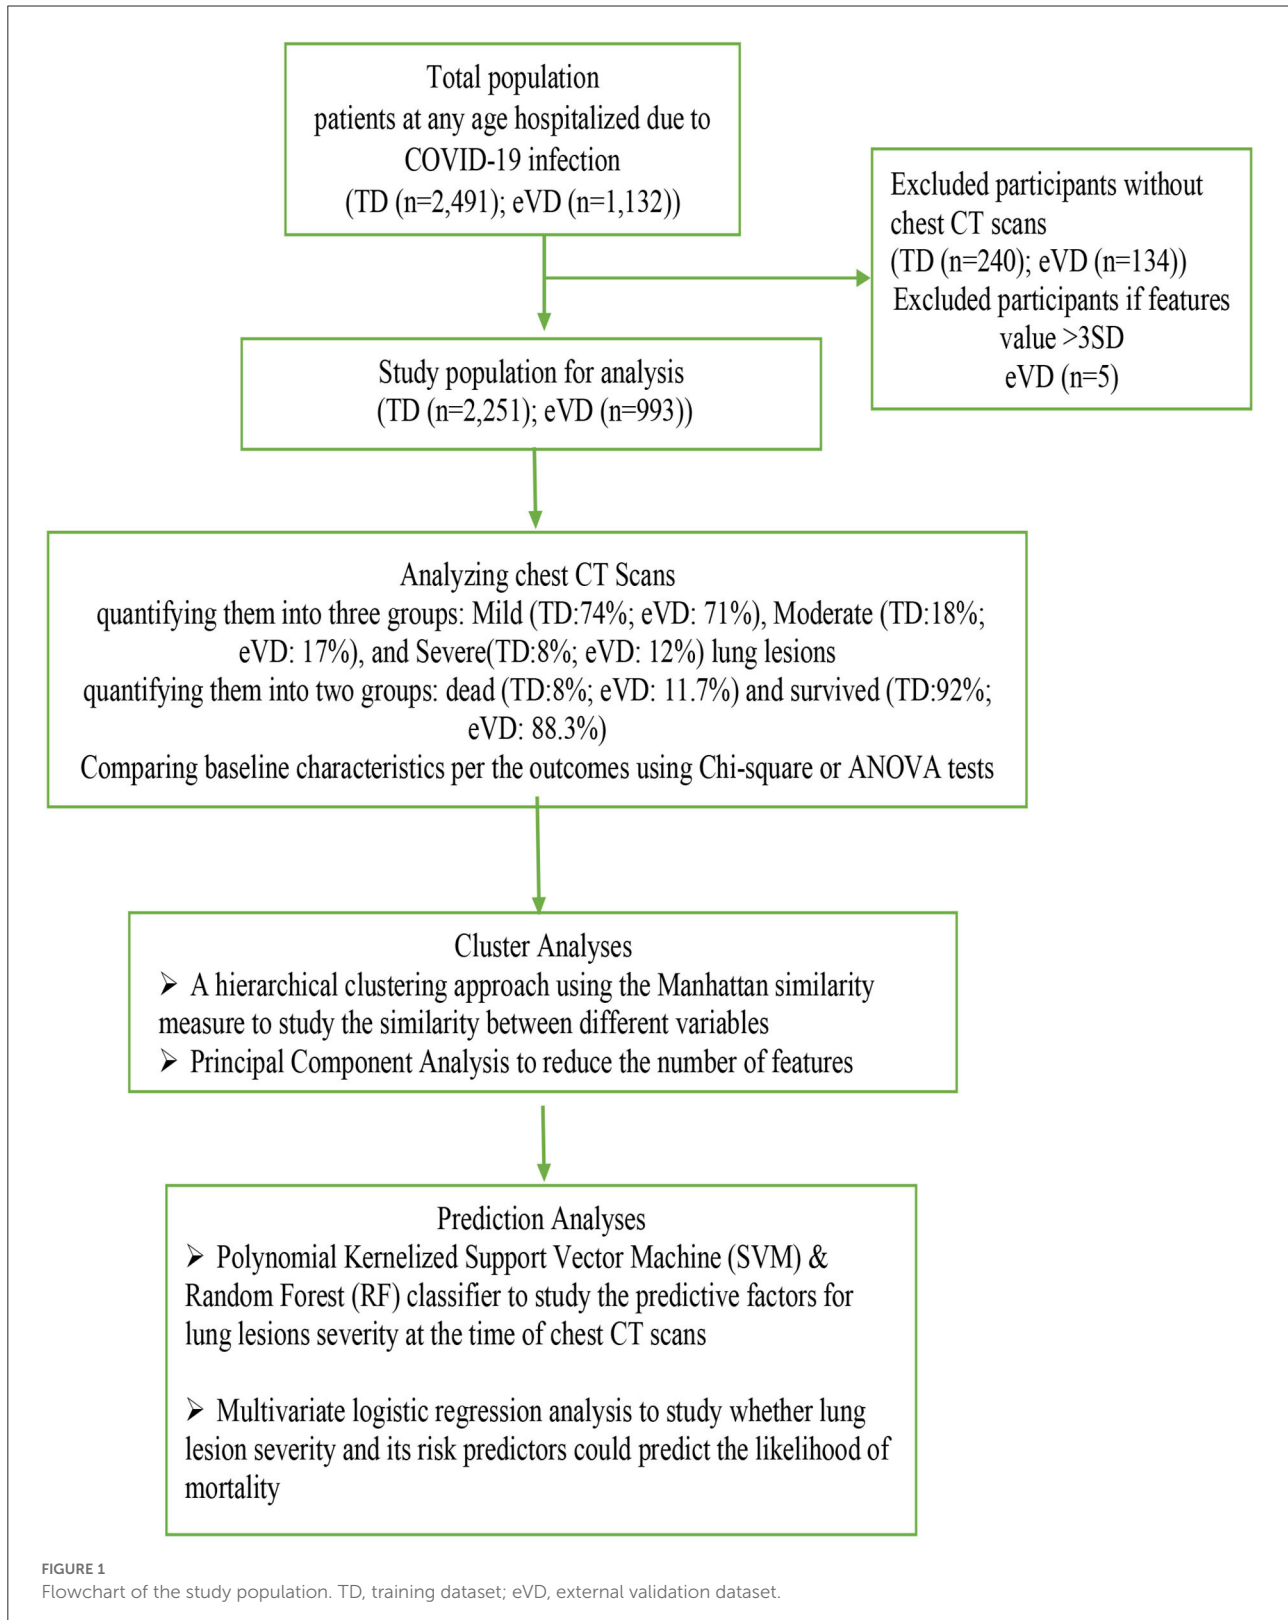 Total population
patients at any age hospitalized due to
COVID-19 infection
(TD (n=2,491); eVD (n=1,132))
Excluded participants without
chest CT scans
(TD (n=240); eVD (n=134))
Excluded participants if features
value >3SD
eVD (n=5)
Study population for analysis
(TD (n=2,251); eVD (n=993))
Analyzing chest CT Scans
quantifying them into three groups: Mild (TD:74%; eVD: 71%), Moderate (TD:18%;
eVD: 17%), and Severe(TD:8%; eVD: 12%) lung lesions
quantifying them into two groups: dead (TD:8%; eVD: 11.7%) and survived (TD:92%;
eVD: 88.3%)
Comparing baseline characteristics per the outcomes using Chi-square or ANOVA tests
Cluster Analyses
➤ A hierarchical clustering approach using the Manhattan similarity
measure to study the similarity between different variables
➤ Principal Component Analysis to reduce the number of features
Prediction Analyses
➤ Polynomial Kernelized Support Vector Machine (SVM) &
Random Forest (RF) classifier to study the predictive factors for
lung lesions severity at the time of chest CT scans
➤ Multivariate logistic regression analysis to study whether lung
lesion severity and its risk predictors could predict the likelihood of
mortality
FIGURE 1
Flowchart of the study population. TD, training dataset; eVD, external validation dataset.